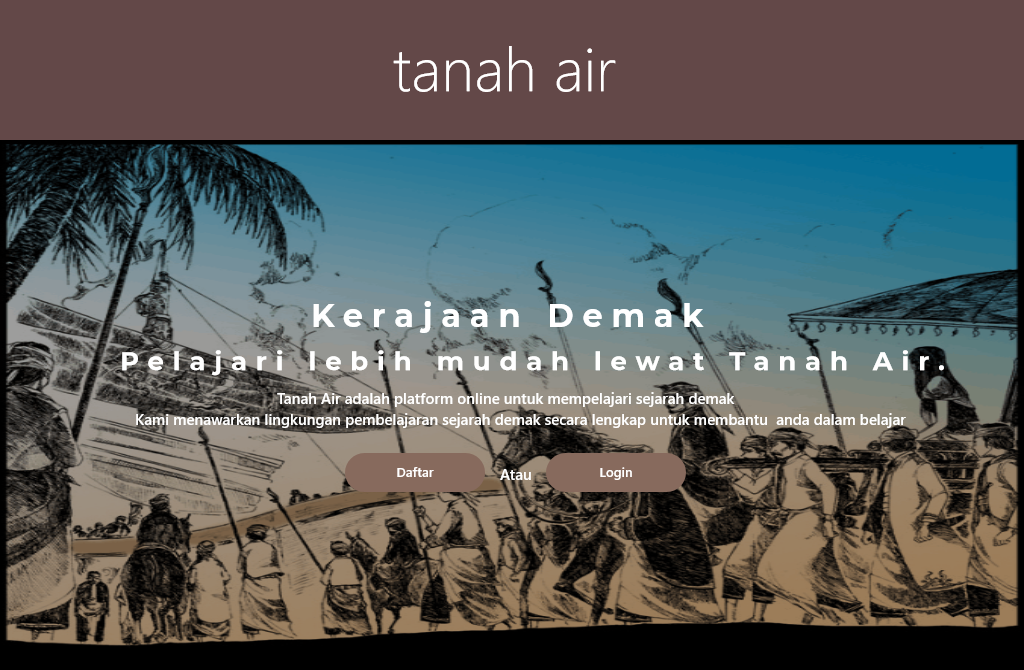 tanah air
Kerajaan Demak
Pelajari lebih mudah lewat Tanah Air.
Tanah Air adalah platform online untuk mempelajari sejarah demak
Kami menawarkan lingkungan pembelajaran sejarah demak secara lengkap untuk membantu  anda dalam belajar
Daftar Atau Login